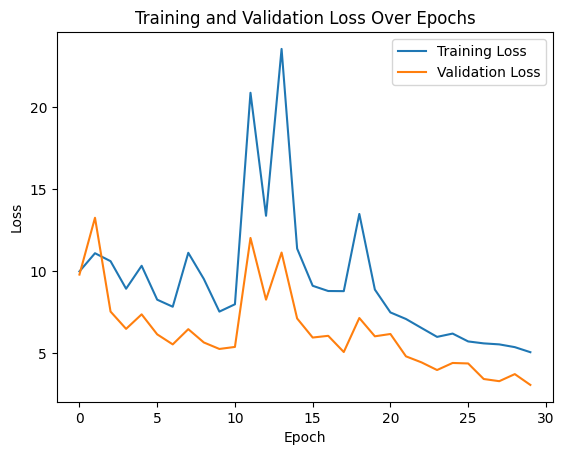 Training and Validation Loss Over Epochs
Training Loss
Validation Loss
Loss
20
15
10
5
0 5 10 15 20 25 30
Epoch